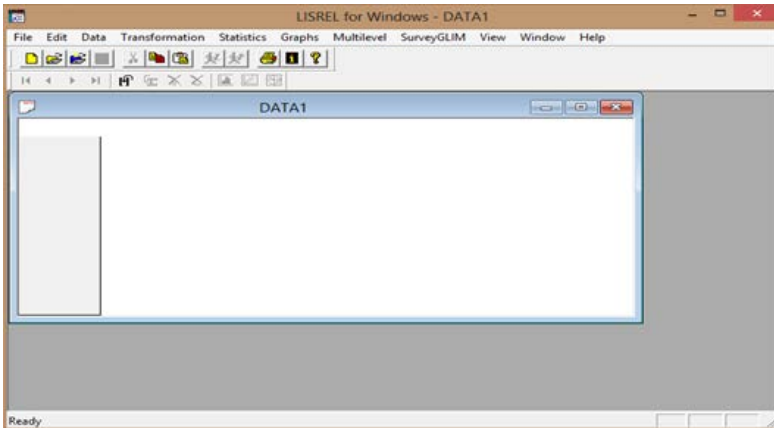 LISREL for Windows - DATA1
File Edit Data Transformation Statistics Graphs Multilevel SurveyGLIM View Window Help
DATA1
Ready